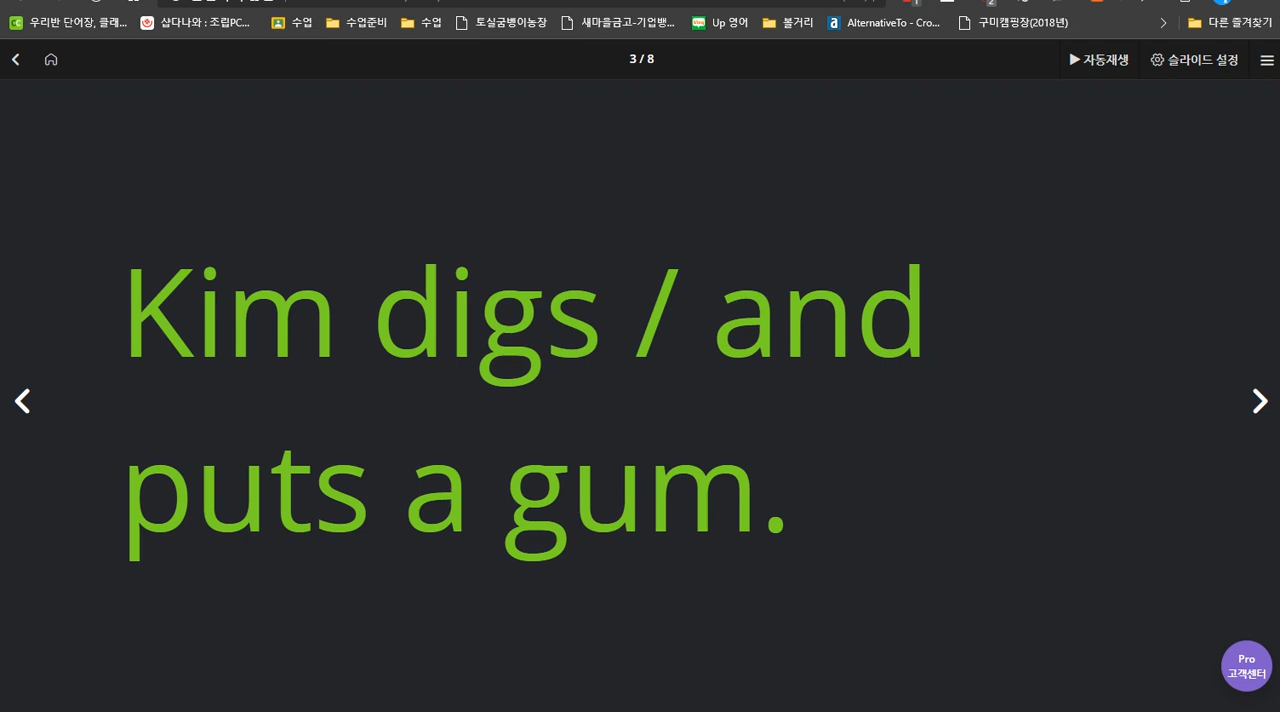 우리반 단어장, 클래...
샵다나와 : 조립PC...
수업
수업준비
수업
토실굼벵이농장
새마을금고-기업뱅...
Up 영어
볼거리
AlternativeTo - Cro...
구미캠핑장(2018년)
다른 즐겨찾기
3 / 8
자동재생
슬라이드 설정
Kim digs / and
puts a gum.
Pro
고객센터